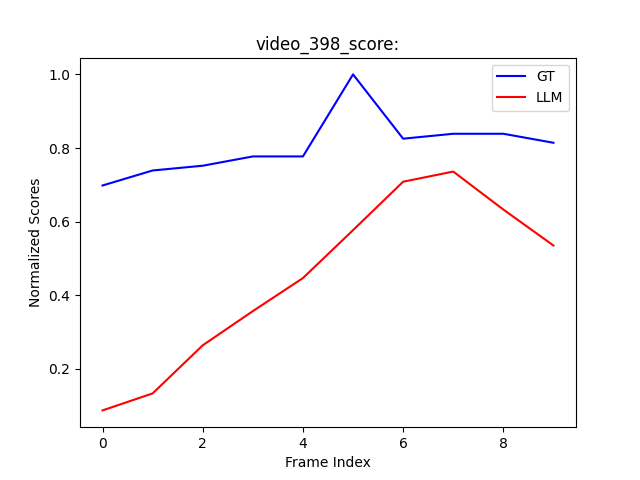 video_398_score:
GT
LLM
Normalized Scores
1.0
0.8
0.6
0.4
0.2
0 2 4 6 8
Frame Index